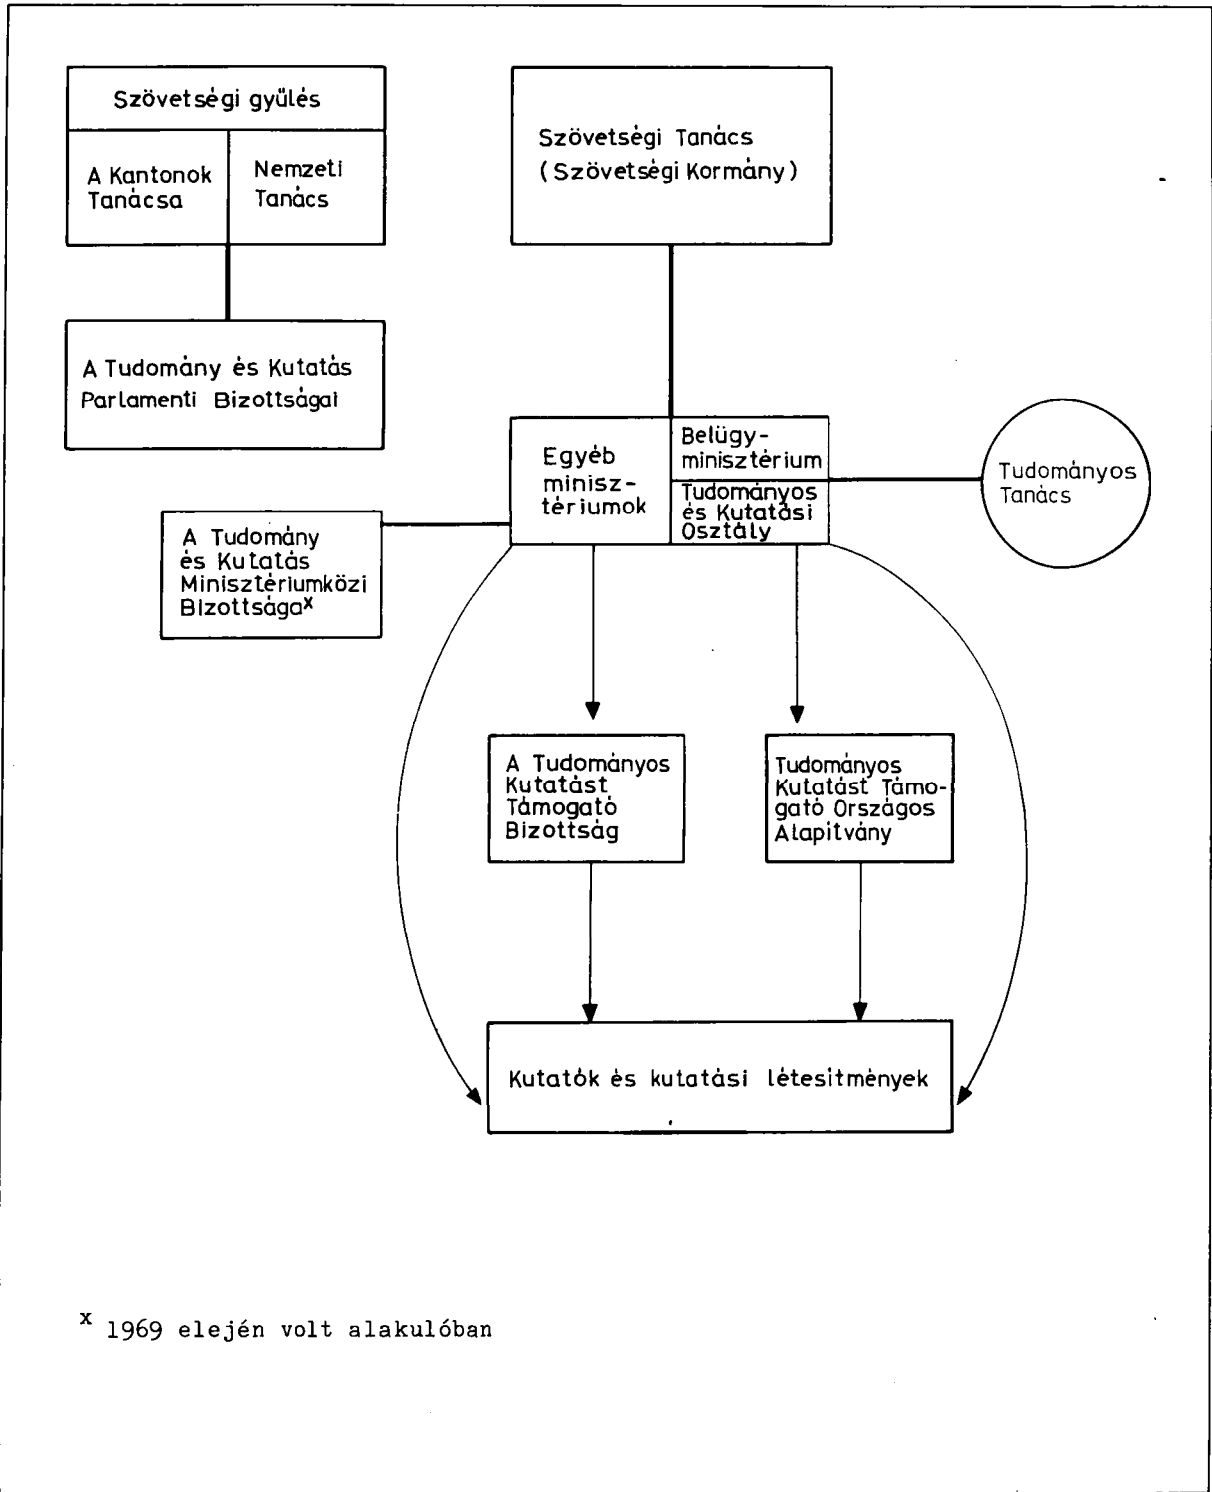 Szövetségi gyűlés
A Kantonok
Tanácsa
Nemzeti
Tanács
Szövetségi Tanács
(Szövetségi Kormány)
A Tudomány és Kutatás
Parlamenti Bizottságai
Egyéb
minisz-
tériumok
Belügy-
minisztérium
Tudományos
és Kutatási
Osztály
Tudományos
Tanács
A Tudomány
és Kutatás
Minisztériumközi
Bizottságaˣ
A Tudományos
Kutatást
Támogató
Bizottság
Tudományos
Kutatást Támo-
gató Országos
Alapitvány
Kutatók és kutatási létesitmények
ˣ 1969 elején volt alakulóban